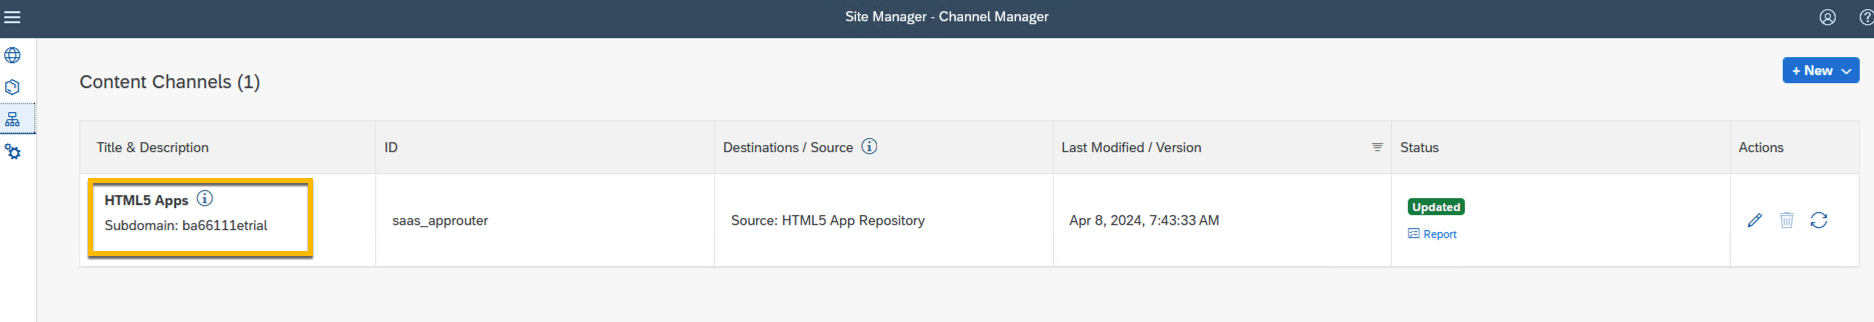 Site Manager - Channel Manager
Content Channels (1)
+ New
Title & Description
ID
Destinations / Source
Last Modified / Version
Status
Actions
HTML5 Apps
Subdomain: ba66111etrial
saas_approuter
Source: HTML5 App Repository
Apr 8, 2024, 7:43:33 AM
Updated
Report